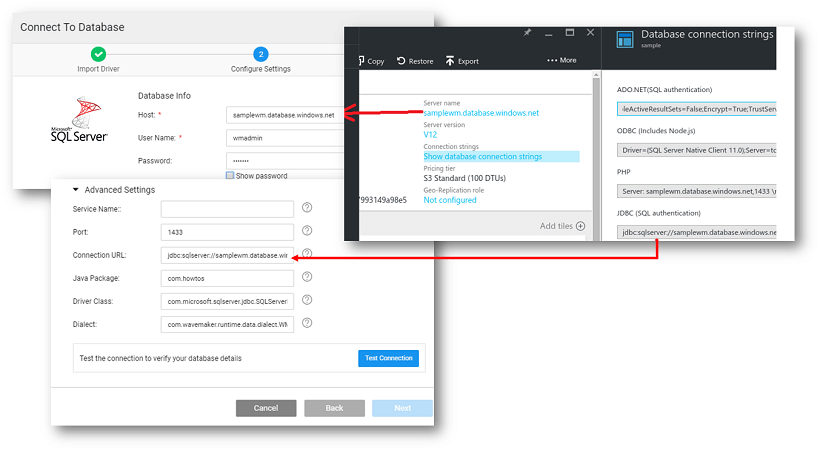 Connect To Database
2
Import Driver
Configure Settings
Database Info
Microsoft
SQL Server
Host: *
samplewm.database.windows.net
User Name: *
wmadmin
Password:
•••••••
Show password
Advanced Settings
Service Name::
Port:
1433
Connection URL:
jdbc:sqlserver://samplewm.database.wir
Java Package:
com.howtos
Driver Class:
com.microsoft.sqlserver.jdbc.SQLServer
Dialect:
com.wavemaker.runtime.data.dialect.WM
Test the connection to verify your database details
Test Connection
Cancel
Back
Next
Copy
Restore
Export
••• More
Server name
samplewm.database.windows.net
Server version
V12
Connection strings
Show database connection strings
Pricing tier
S3 Standard (100 DTUs)
Geo-Replication role
Not configured
'993149a98e5
Add tiles
Database connection strings
sample
ADO.NET(SQL authentication)
leActiveResultSets=False;Encrypt=True;TrustServ
ODBC (Includes Node.js)
Driver={SQL Server Native Client 11.0};Server=tc
PHP
Server: samplewm.database.windows.net,1433 \r
JDBC (SQL authentication)
jdbc:sqlserver://samplewm.database.windows.ne